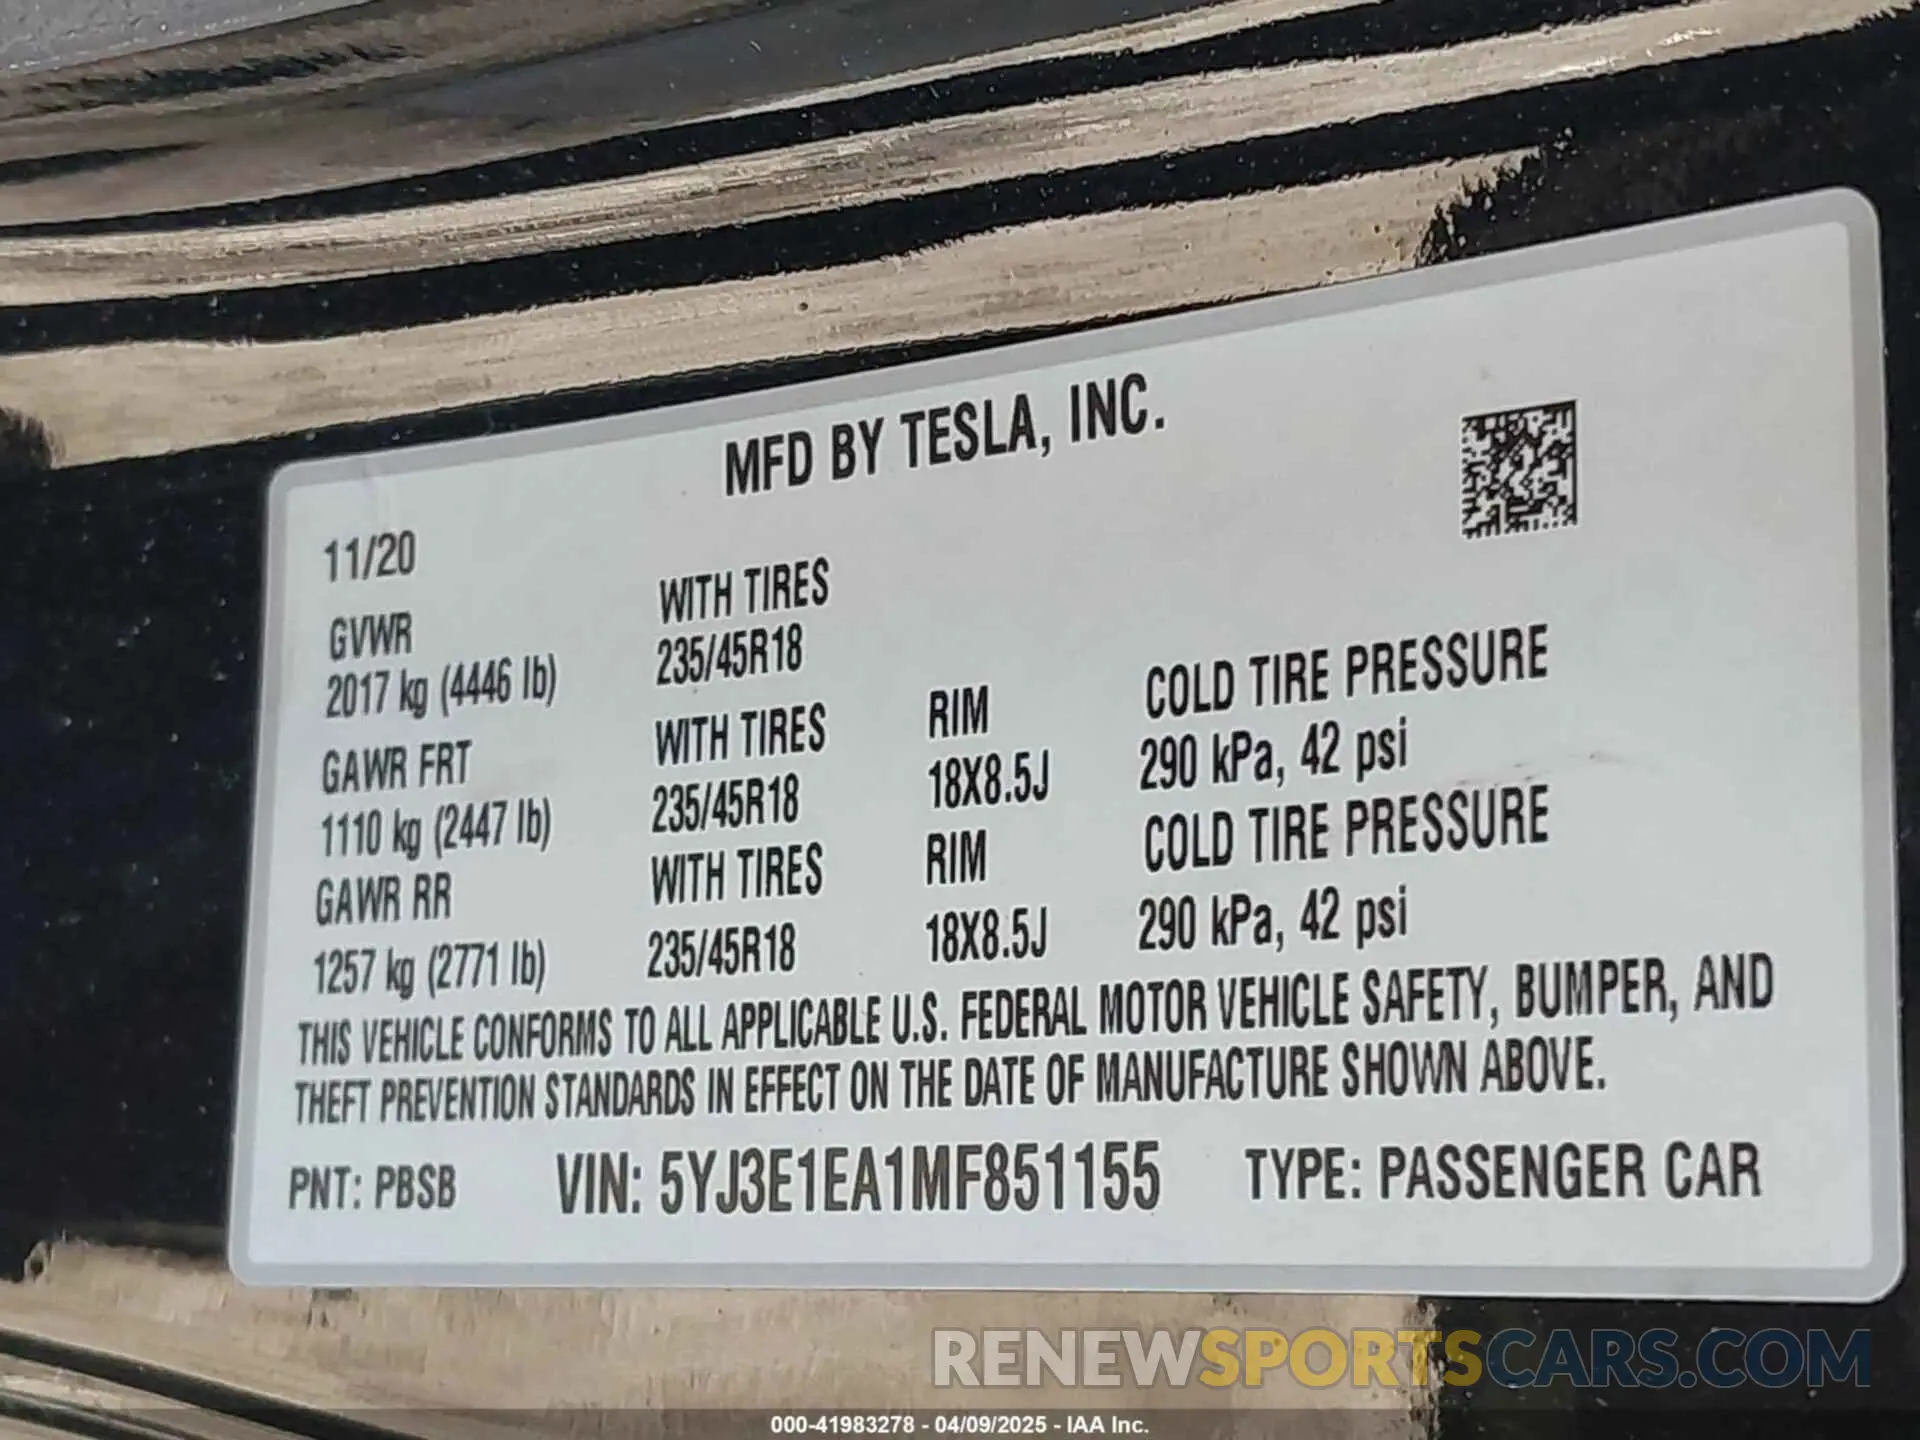 MFD BY TESLA, INC.
11/20
GVWR WITH TIRES
2017 kg (4446 lb) 235/45R18
GAWR FRT WITH TIRES RIM COLD TIRE PRESSURE
1110 kg (2447 lb) 235/45R18 18X8.5J 290 kPa, 42 psi
GAWR RR WITH TIRES RIM COLD TIRE PRESSURE
1257 kg (2771 lb) 235/45R18 18X8.5J 290 kPa, 42 psi
THIS VEHICLE CONFORMS TO ALL APPLICABLE U.S. FEDERAL MOTOR VEHICLE SAFETY, BUMPER, AND
THEFT PREVENTION STANDARDS IN EFFECT ON THE DATE OF MANUFACTURE SHOWN ABOVE.
PNT: PBSB VIN: 5YJ3E1EA1MF851155 TYPE: PASSENGER CAR
RENEWSPORTSCARS.COM
000-41983278 - 04/09/2025 - IAA Inc.